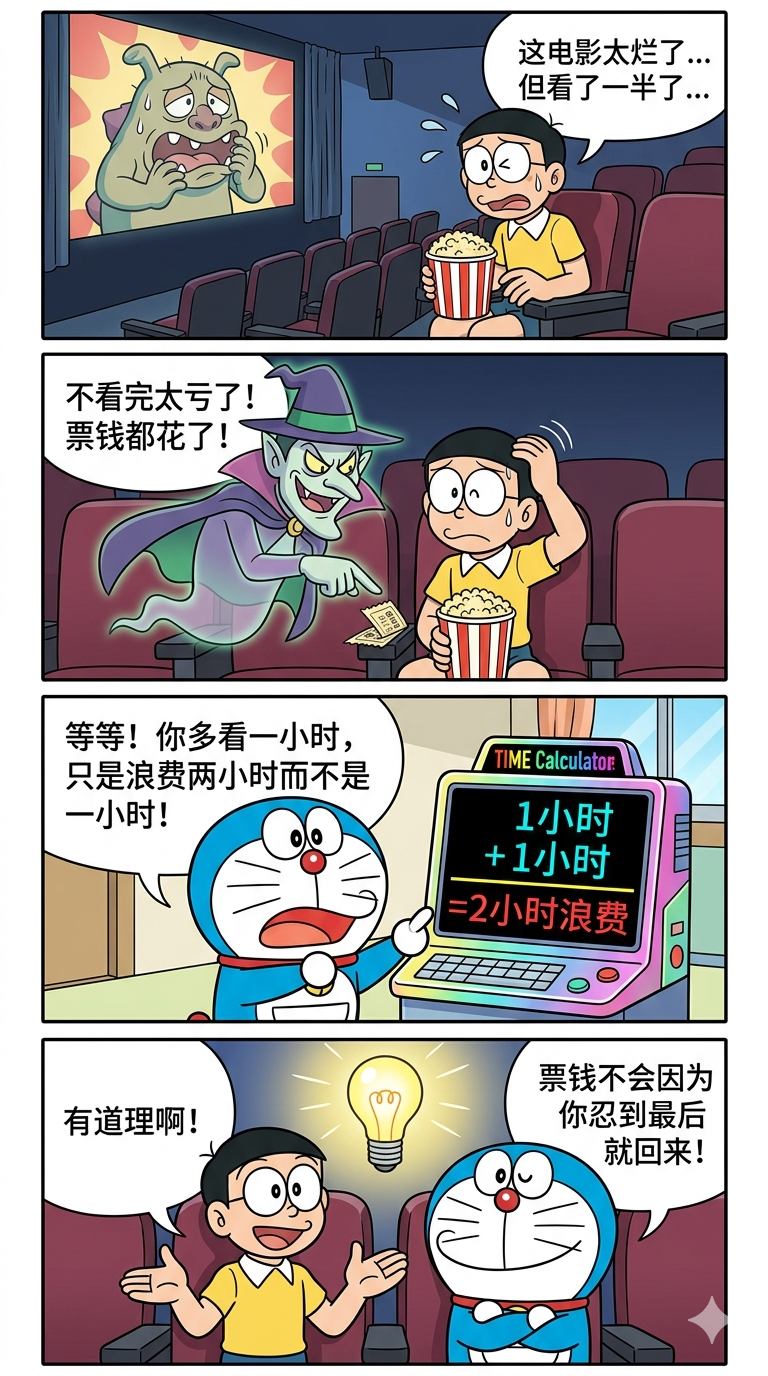 这电影太烂了...
但看了一半了...
不看完太亏了！
票钱都花了！
等等！你多看一小时，
只是浪费两小时而不是
一小时！
TIME Calculator
1小时
+1小时
=2小时浪费
有道理啊！
票钱不会因为
你忍到最后
就回来！